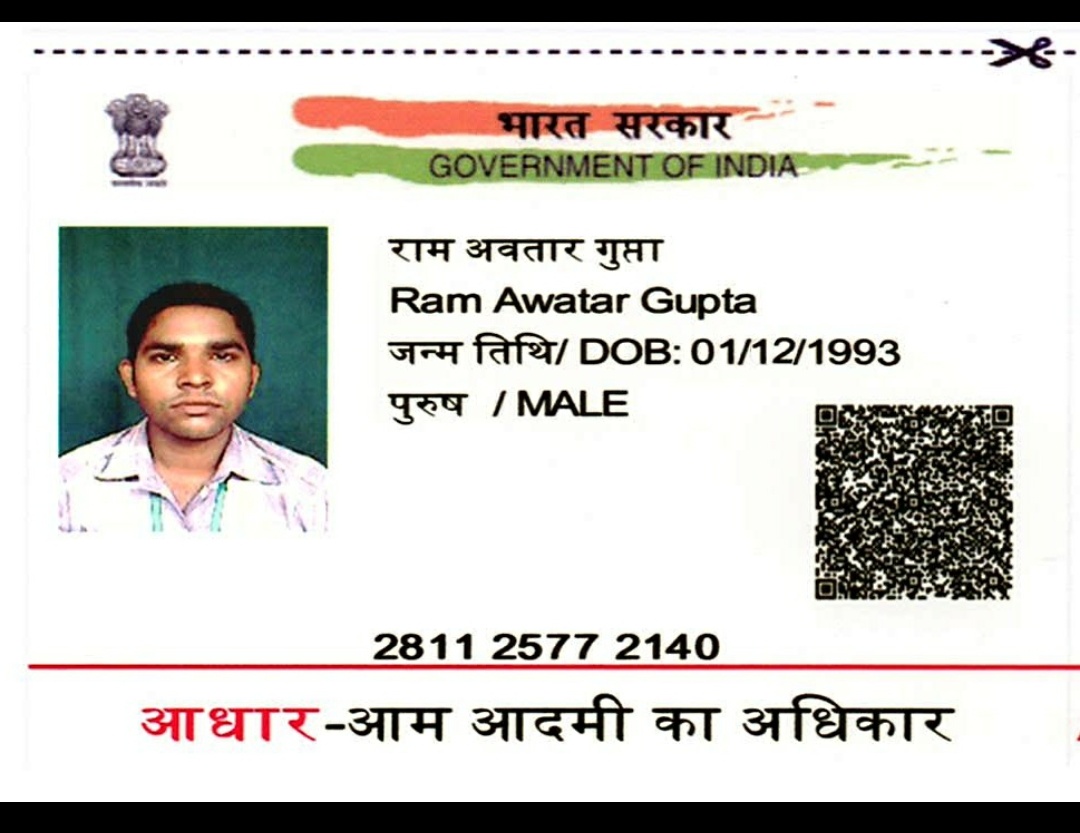 भारत सरकार
GOVERNMENT OF INDIA
राम अवतार गुप्ता
Ram Awatar Gupta
जन्म तिथि/ DOB: 01/12/1993
पुरुष / MALE
2811 2577 2140
आधार-आम आदमी का अधिकार